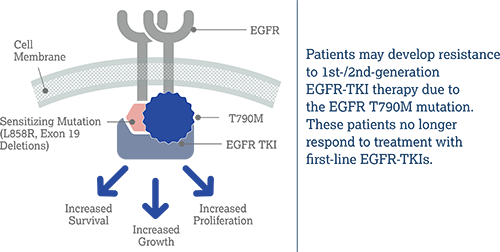 EGFR
Cell
Membrane
Sensitizing Mutation
(L858R, Exon 19
Deletions)
T790M
EGFR TKI
Increased
Survival
Increased
Growth
Increased
Proliferation
Patients may develop resistance
to 1st-/2nd-generation
EGFR-TKI therapy due to
the EGFR T790M mutation.
These patients no longer
respond to treatment with
first-line EGFR-TKIs.